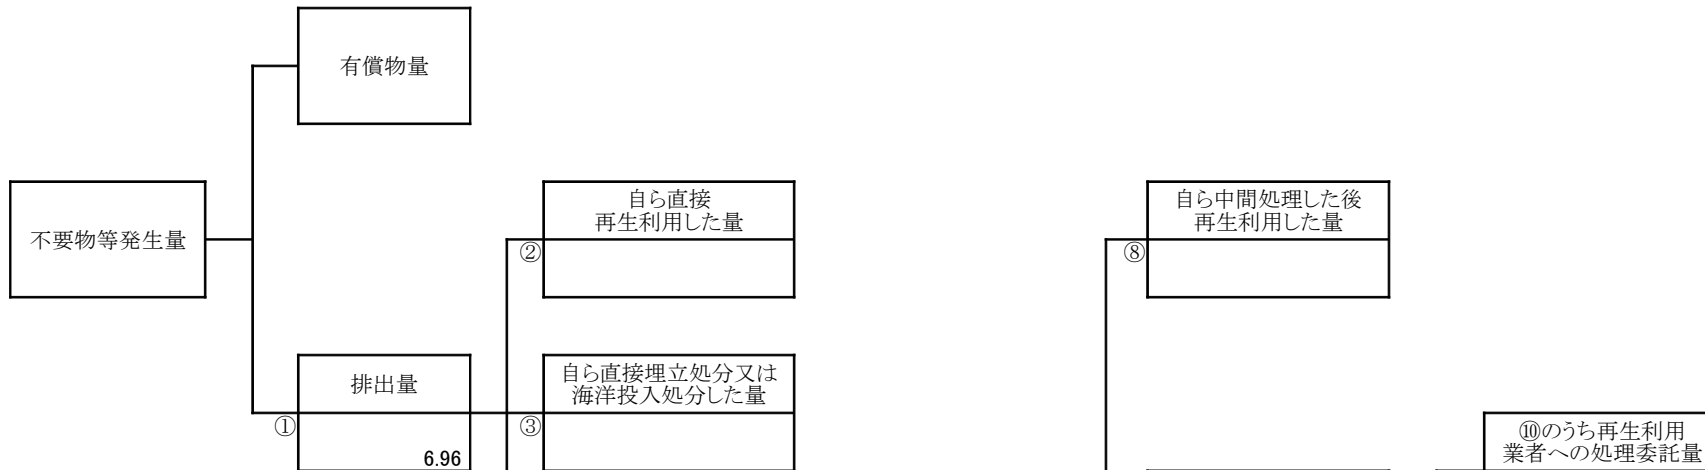 有償物量
不要物等発生量
自ら直接
再生利用した量
②
自ら中間処理した後
再生利用した量
⑧
排出量
①
6.96
自ら直接埋立処分又は
海洋投入処分した量
③
⑩のうち再生利用
業者への処理委託量